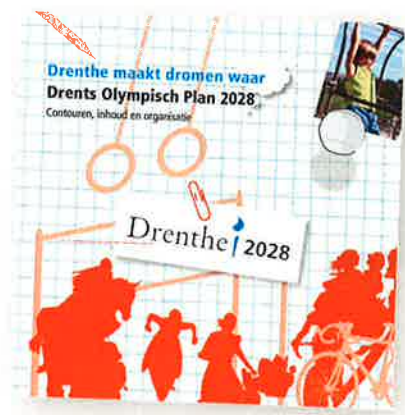 Drenthe maakt dromen waar
Drents Olympisch Plan 2028
Contouren, inhoud en organisatie
Drenthe 2028